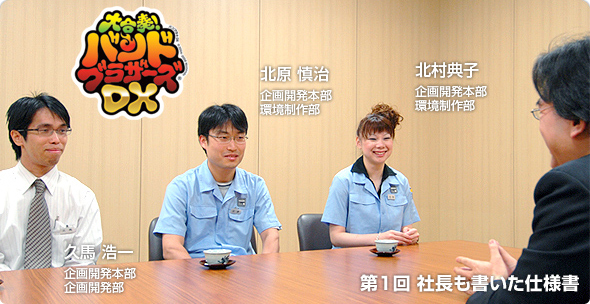 大合奏!
バンド
ブラザーズ
DX
北原 慎治
企画開発本部
環境制作部
北村典子
企画開発本部
環境制作部
久馬 浩一
企画開発本部
企画開発部
第1回 社長も書いた仕様書